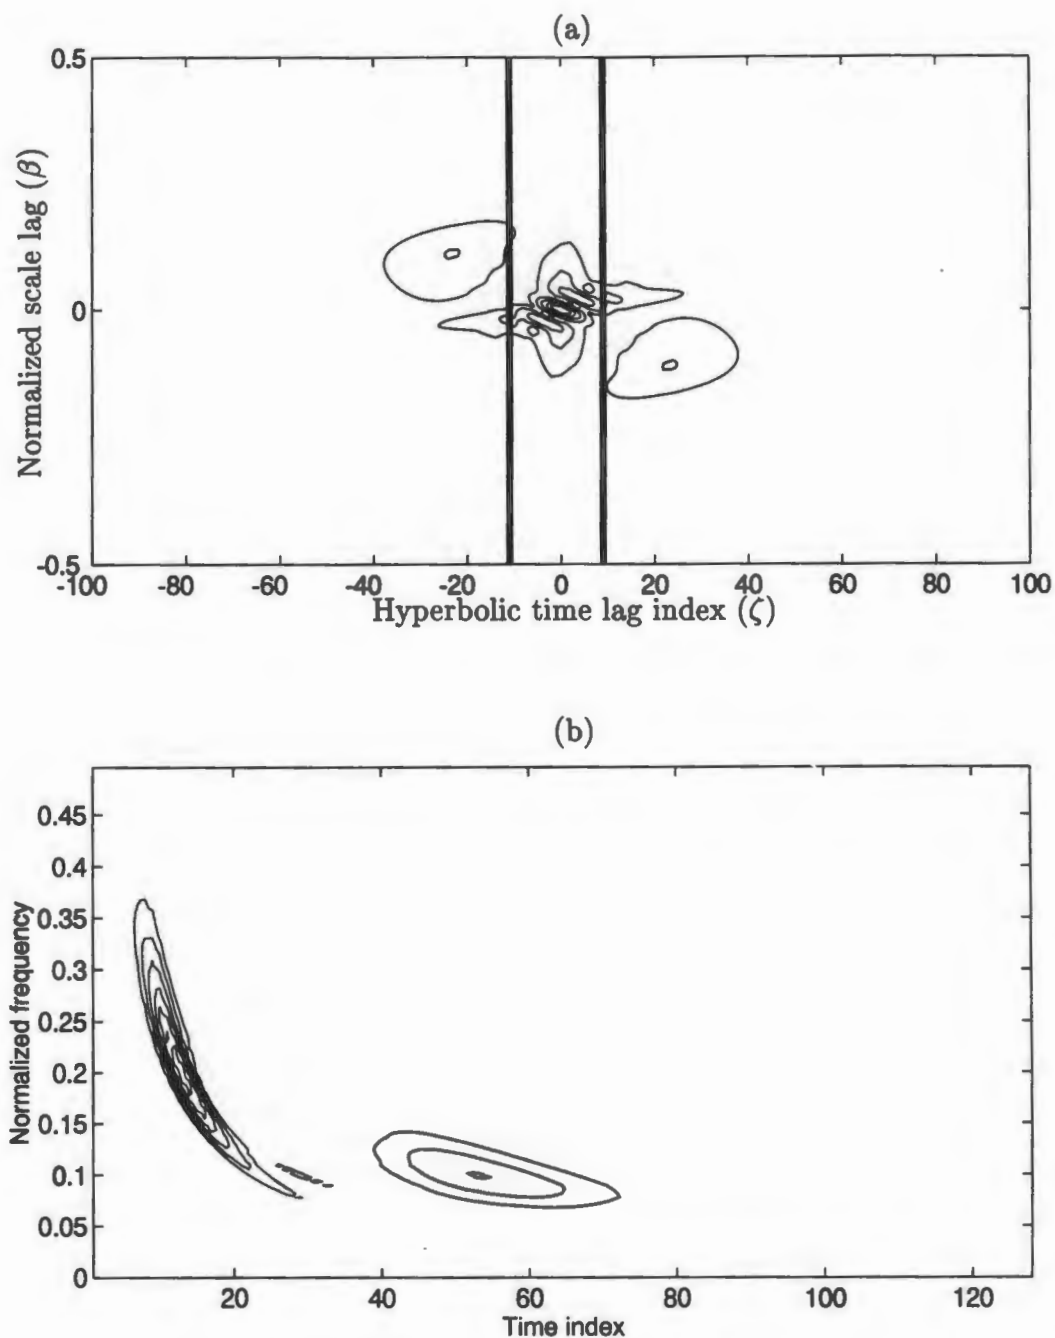 (a)
0.5
0
-0.5
Normalized scale lag (β)
-100 -80 -60 -40 -20 0 20 40 60 80 100
Hyperbolic time lag index (ζ)
(b)
0.45
0.4
0.35
0.3
0.25
0.2
0.15
0.1
0.05
0
Normalized frequency
20 40 60 80 100 120
Time index